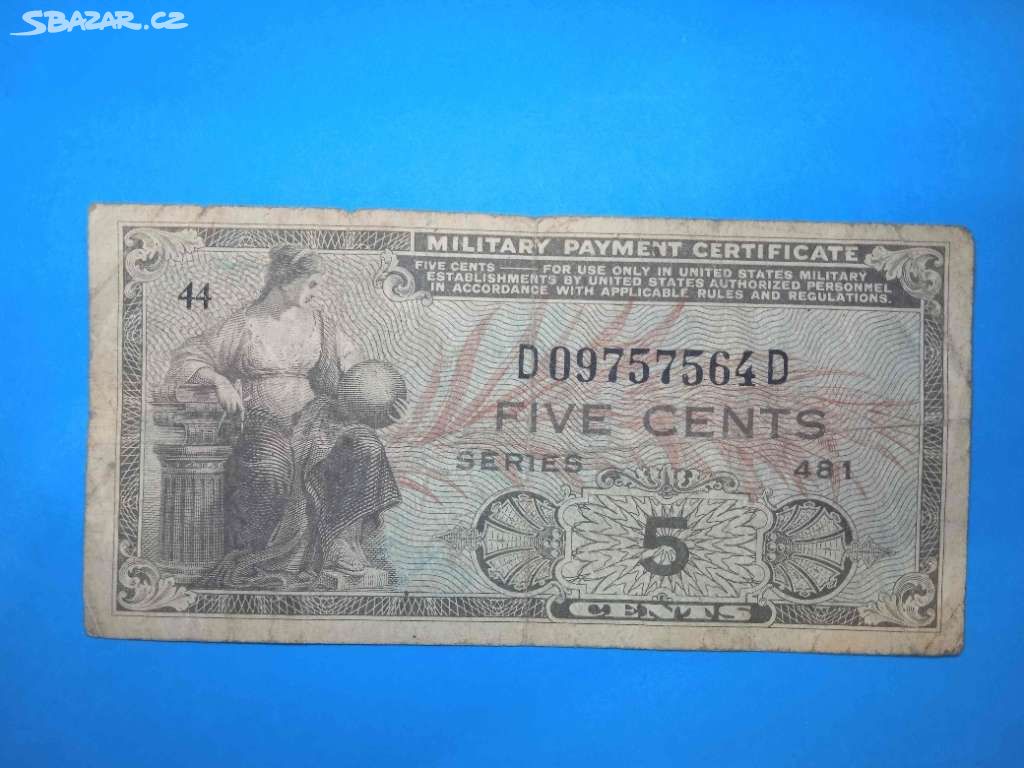 SBAZAR.CZ
MILITARY PAYMENT CERTIFICATE
FIVE CENTS FOR USE ONLY IN UNITED STATES MILITARY
ESTABLISHMENTS BY UNITED STATES AUTHORIZED PERSONNEL
IN ACCORDANCE WITH APPLICABLE RULES AND REGULATIONS.
44
D09757564D
FIVE CENTS
SERIES 481
5
CENTS